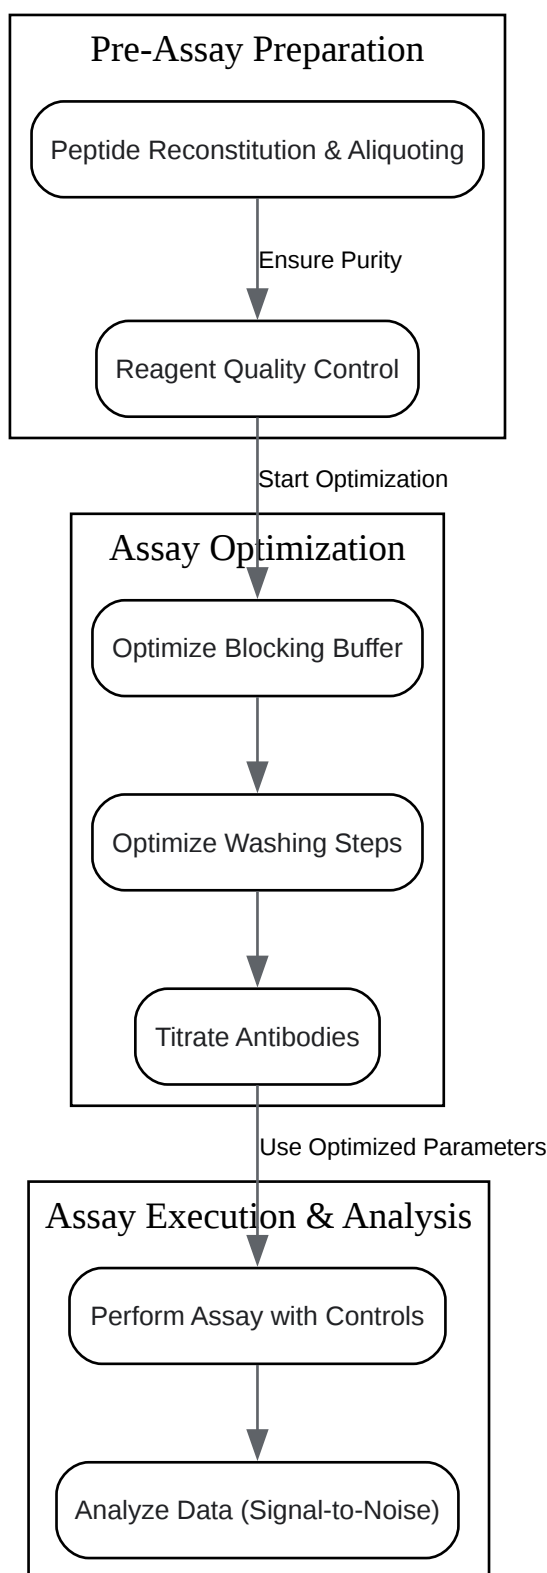 Pre-Assay Preparation
Peptide Reconstitution & Aliquoting
Ensure Purity
Reagent Quality Control
Start Optimization
Assay Optimization
Optimize Blocking Buffer
Optimize Washing Steps
Titrate Antibodies
Use Optimized Parameters
Assay Execution & Analysis
Perform Assay with Controls
Analyze Data (Signal-to-Noise)